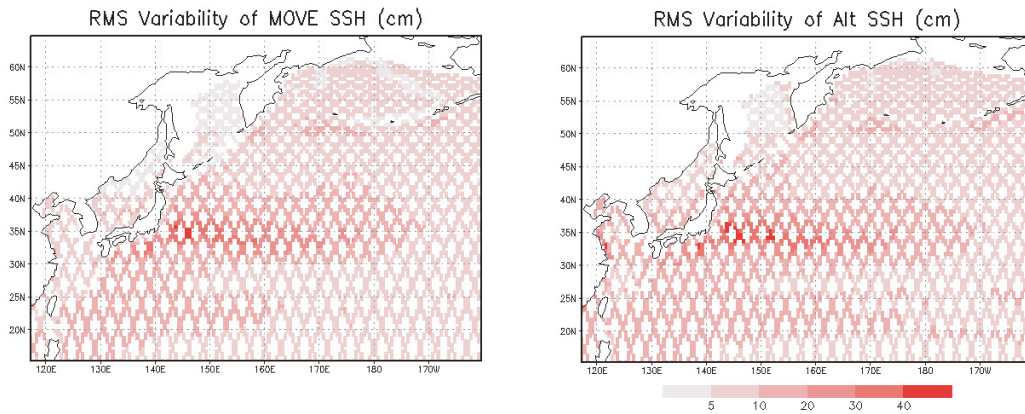 RMS Variability of MOVE SSH (cm)
60N
55N
50N
45N
40N
35N
30N
25N
20N
120E 130E 140E 150E 160E 170E 180 170W
RMS Variability of Alt SSH (cm)
60N
55N
50N
45N
40N
35N
30N
25N
20N
120E 130E 140E 150E 160E 170E 180 170W
5 10 20 30 40